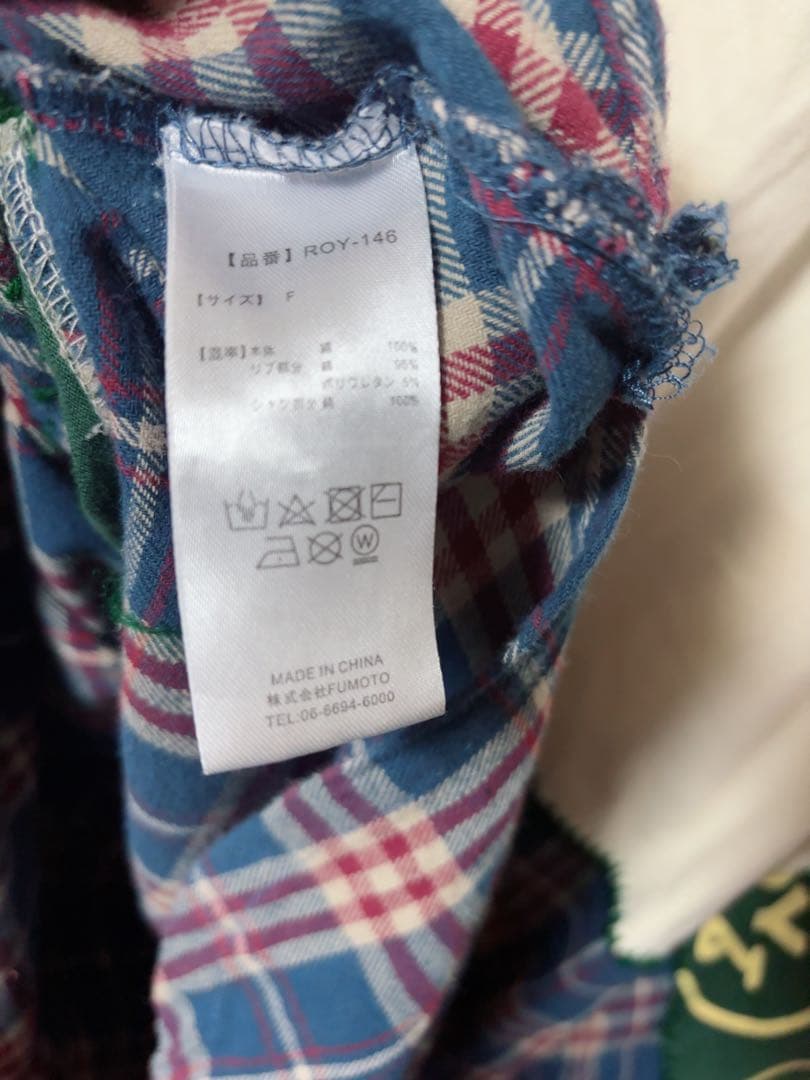 【品番】ROY-146
【サイズ】 F
【混率】本体 綿 100%
リブ部分 綿 95%
ポリウレタン 5%
シャツ部分 綿 100%
W
MADE IN CHINA
株式会社FUMOTO
TEL:06-6694-6000